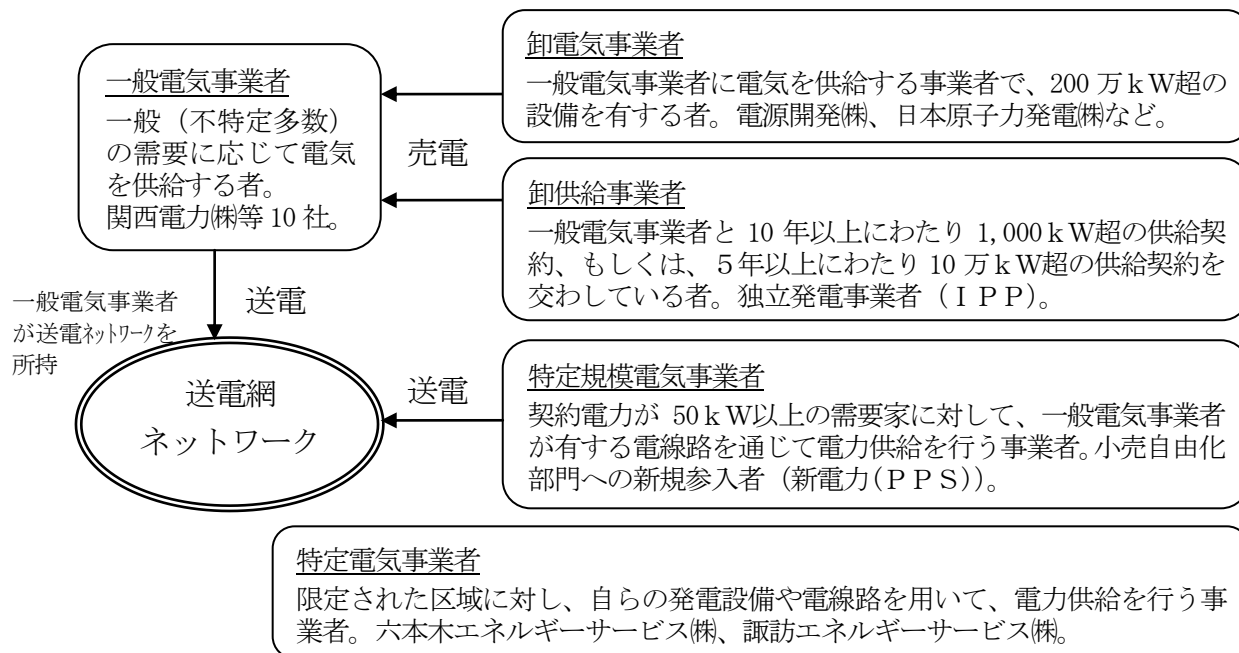 一般電気事業者
一般（不特定多数）
の需要に応じて電気
を供給する者。
関西電力㈱等 10 社。
売電
卸電気事業者
一般電気事業者に電気を供給する事業者で、200 万ｋＷ超の
設備を有する者。電源開発㈱、日本原子力発電㈱など。
卸供給事業者
一般電気事業者と 10 年以上にわたり 1,000ｋＷ超の供給契
約、もしくは、５年以上にわたり 10 万ｋＷ超の供給契約を
交わしている者。独立発電事業者（ＩＰＰ）。
一般電気事業者
が送電ﾈｯﾄﾜｰｸを
所持
送電
送電網
ネットワーク
送電
特定規模電気事業者
契約電力が 50ｋＷ以上の需要家に対して、一般電気事業者
が有する電線路を通じて電力供給を行う事業者。小売自由化
部門への新規参入者（新電力(ＰＰＳ)）。
特定電気事業者
限定された区域に対し、自らの発電設備や電線路を用いて、電力供給を行う事
業者。六本木エネルギーサービス㈱、諏訪エネルギーサービス㈱。